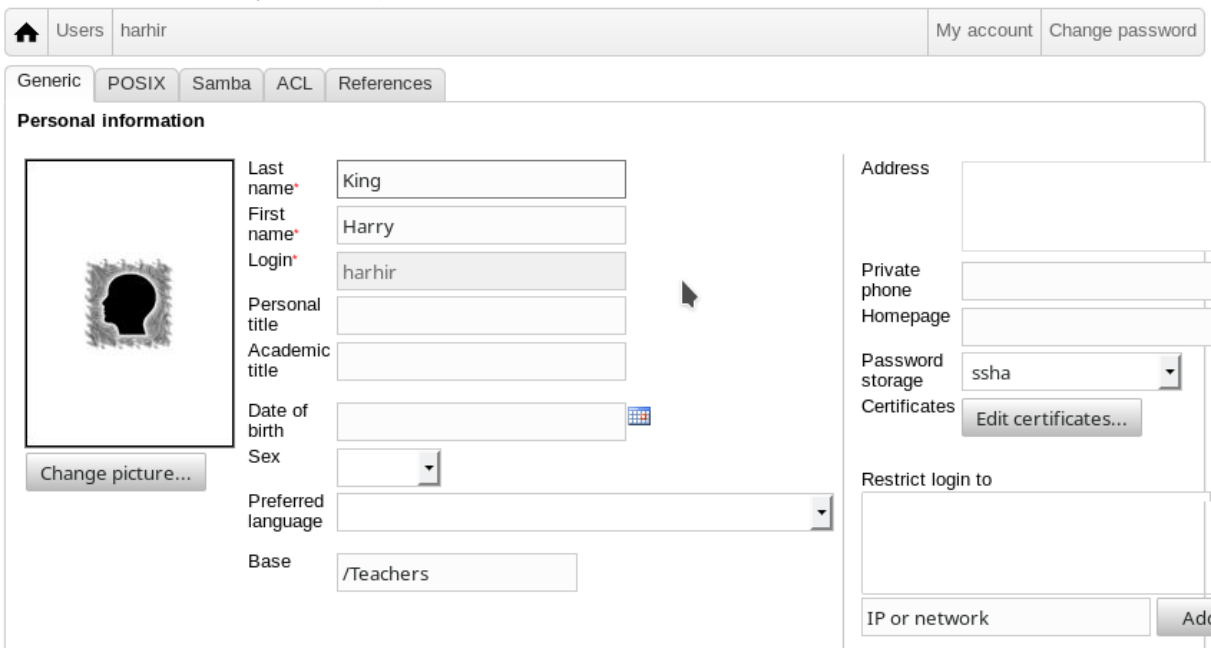 Users harhir My account Change password
Generic POSIX Samba ACL References
Personal information
Last
name*
King
First
name*
Harry
Login*
harhir
Personal
title
Academic
title
Date of
birth
Sex
Preferred
language
Base
/Teachers
Change picture...
Address
Private
phone
Homepage
Password
storage
ssha
Certificates
Edit certificates...
Restrict login to
IP or network